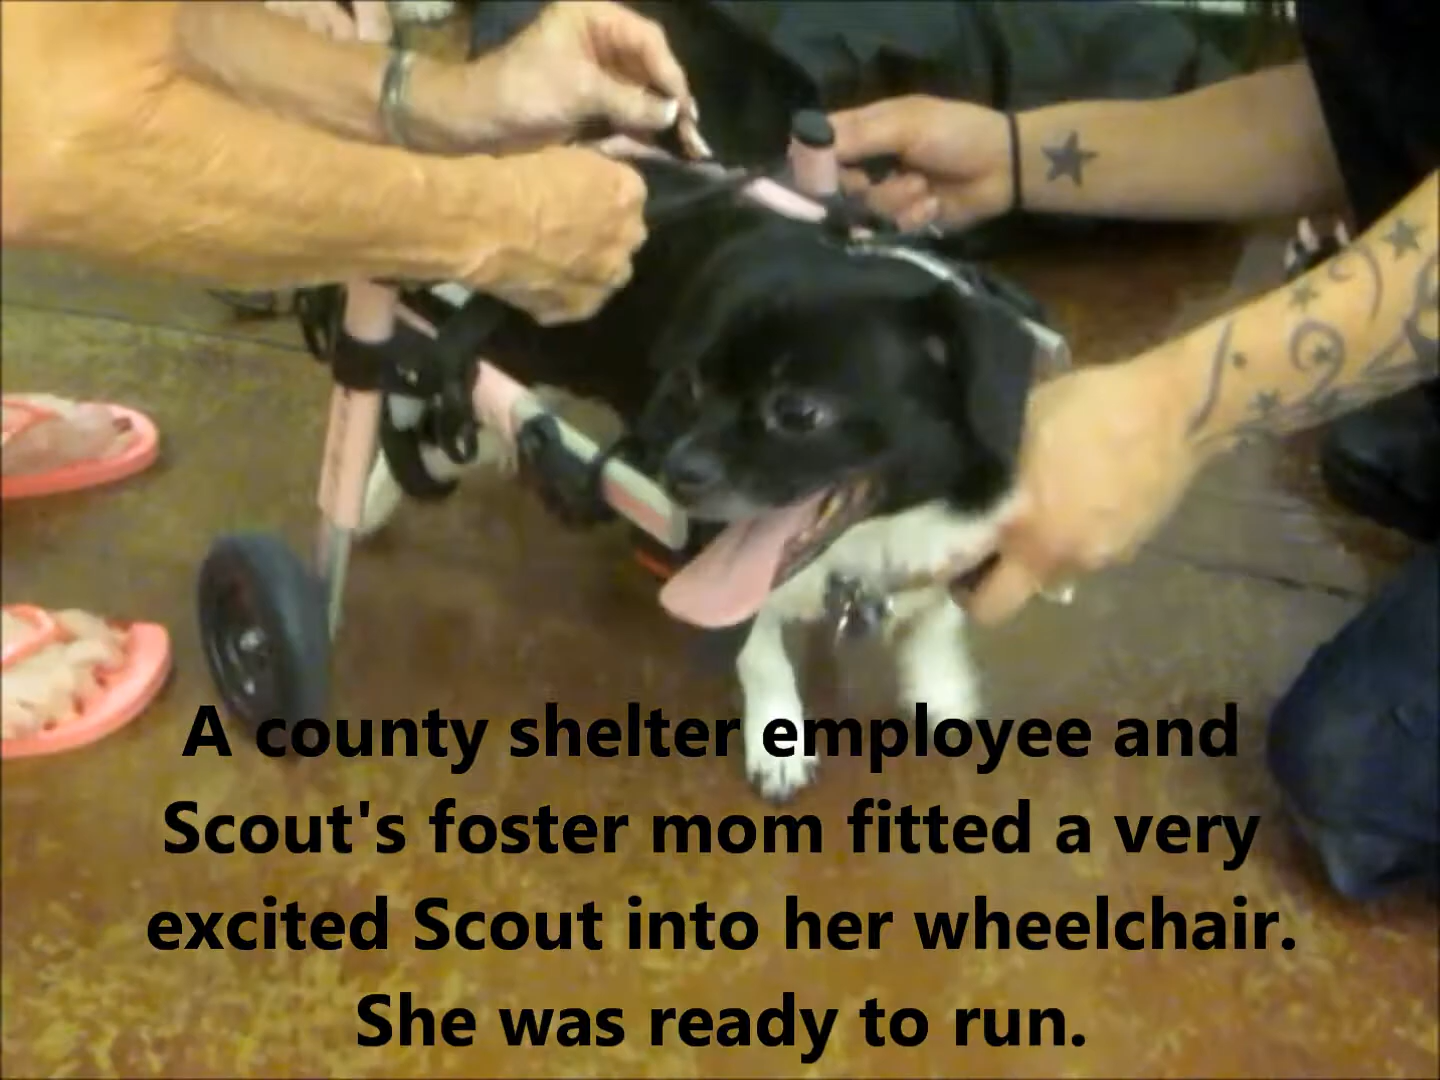 A county shelter employee and
Scout's foster mom fitted a very
excited Scout into her wheelchair.
She was ready to run.